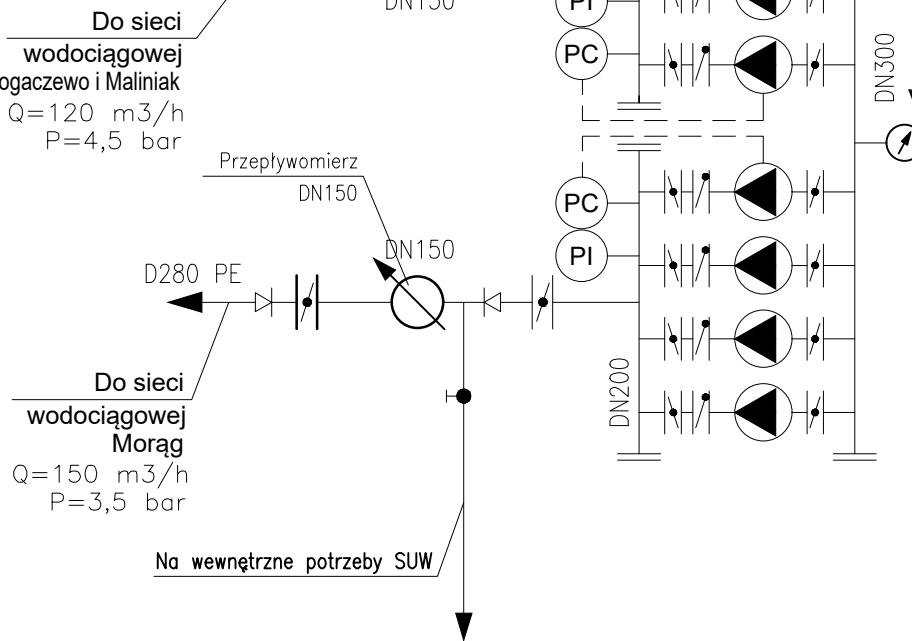 DN150
PI
Do sieci
wodociągowej
ogaczewo i Maliniak
Q=120 m3/h
P=4,5 bar
PC
DN300
Przepływomierz
DN150
PC
DN150
PI
D280 PE
Do sieci
wodociągowej
Morąg
Q=150 m3/h
P=3,5 bar
DN200
Na wewnętrzne potrzeby SUW